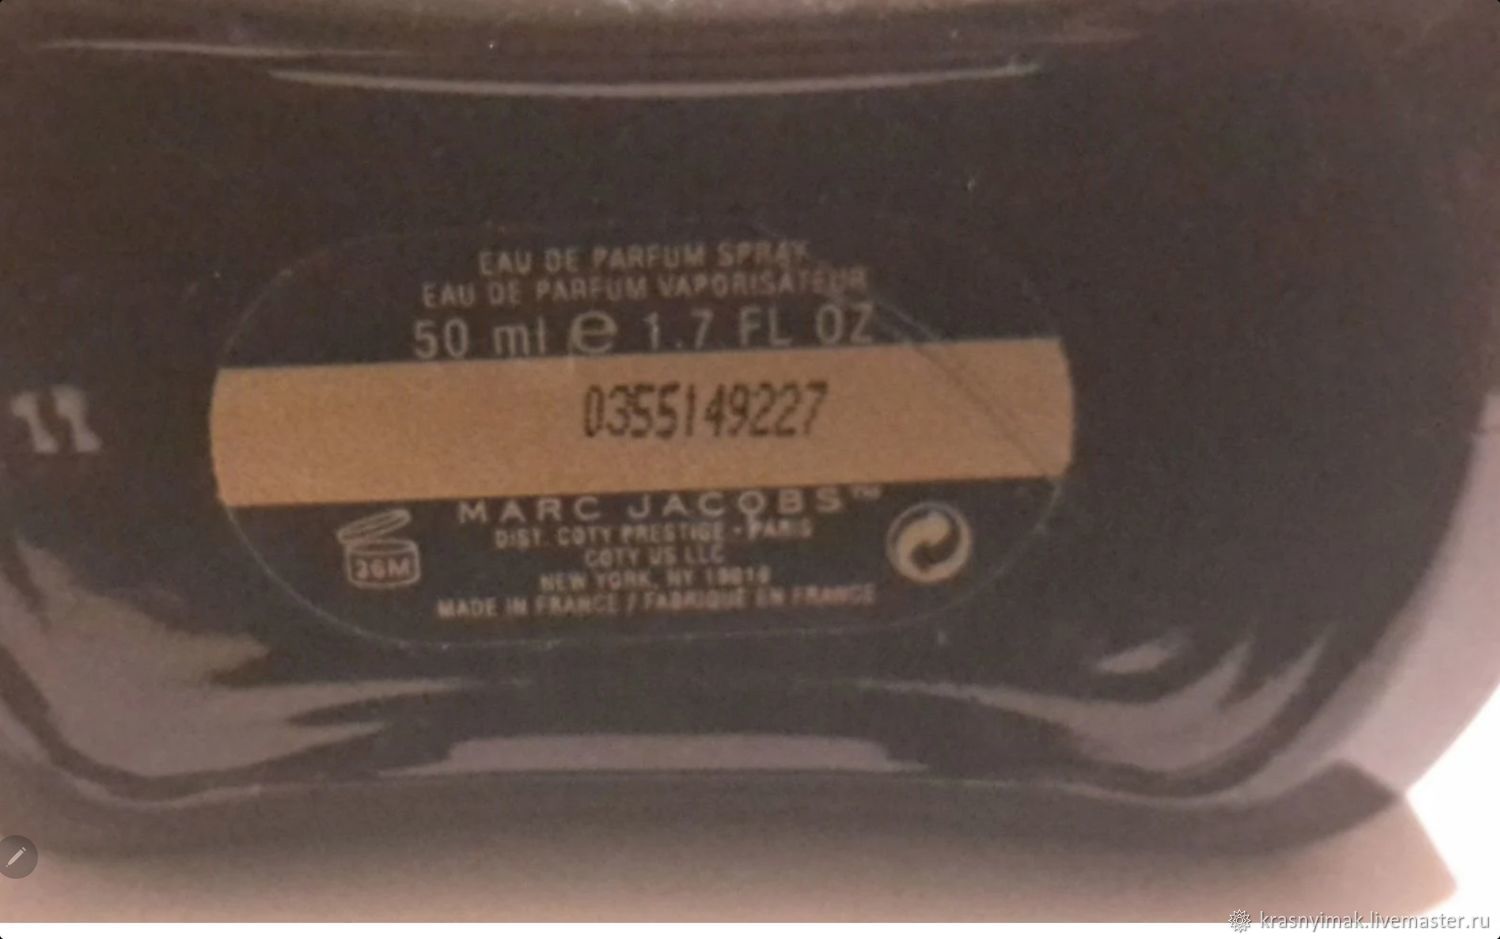 EAU DE PARFUM SPRAY
EAU DE PARFUM VAPORISATEUR
50 ml e 1.7 FL OZ
0355149227
11
MARC JACOBS™
DIST. COTY PRESTIGE - PARIS
COTY US LLC
36M
NEW YORK, NY 10016
MADE IN FRANCE / FABRIQUÉ EN FRANCE
krasnyimak.livemaster.ru